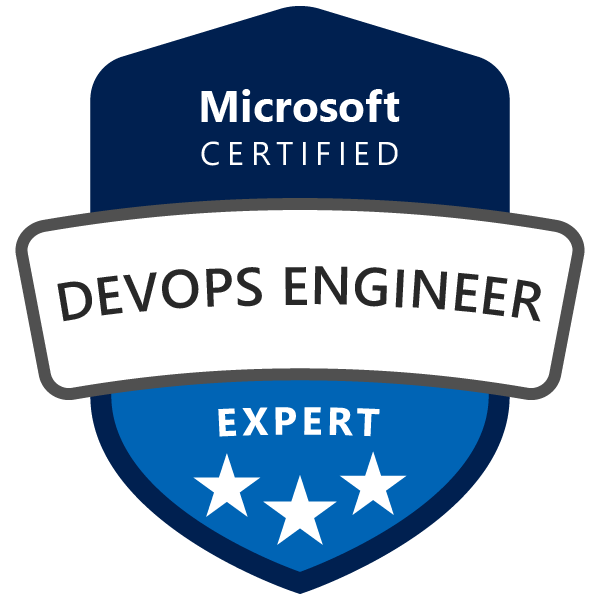 Microsoft
CERTIFIED
DEVOPS ENGINEER
EXPERT